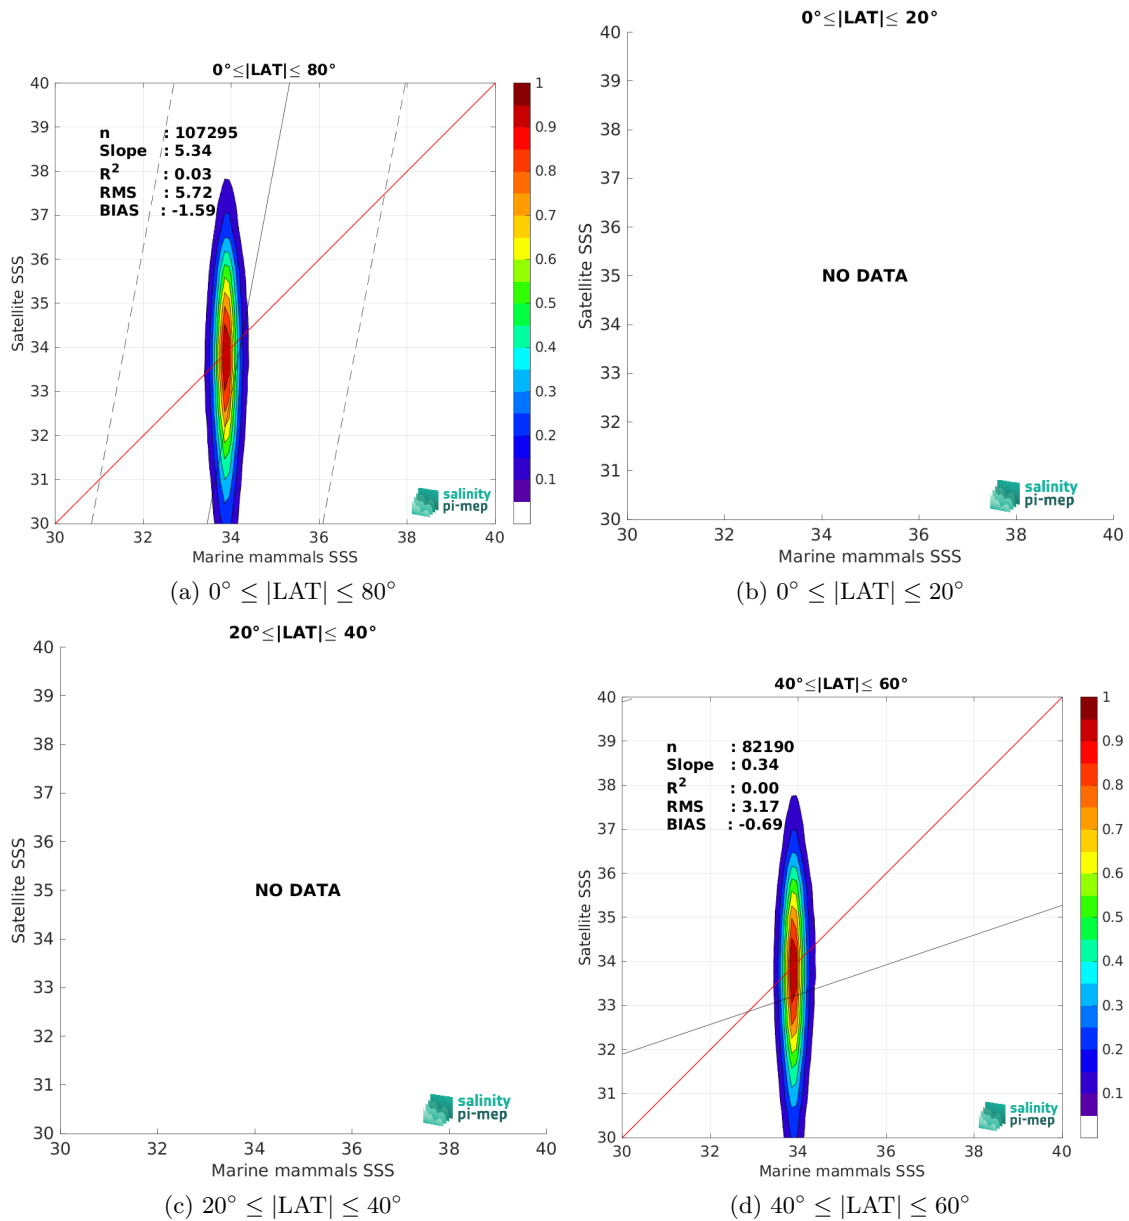 0°≤|LAT|≤ 80°
40
39
38
37
36
35
34
33
32
31
30
30 32 34 36 38 40
Satellite SSS
Marine mammals SSS
n : 107295
Slope : 5.34
R² : 0.03
RMS : 5.72
BIAS : -1.59
1
0.9
0.8
0.7
0.6
0.5
0.4
0.3
0.2
0.1
salinity
pi-mep
(a) 0° ≤ |LAT| ≤ 80°
0°≤|LAT|≤ 20°
40
39
38
37
36
35
34
33
32
31
30
30 32 34 36 38 40
Satellite SSS
Marine mammals SSS
NO DATA
salinity
pi-mep
(b) 0° ≤ |LAT| ≤ 20°
20°≤|LAT|≤ 40°
40
39
38
37
36
35
34
33
32
31
30
30 32 34 36 38 40
Satellite SSS
Marine mammals SSS
NO DATA
salinity
pi-mep
(c) 20° ≤ |LAT| ≤ 40°
40°≤|LAT|≤ 60°
40
39
38
37
36
35
34
33
32
31
30
30 32 34 36 38 40
Satellite SSS
Marine mammals SSS
n : 82190
Slope : 0.34
R² : 0.00
RMS : 3.17
BIAS : -0.69
1
0.9
0.8
0.7
0.6
0.5
0.4
0.3
0.2
0.1
salinity
pi-mep
(d) 40° ≤ |LAT| ≤ 60°